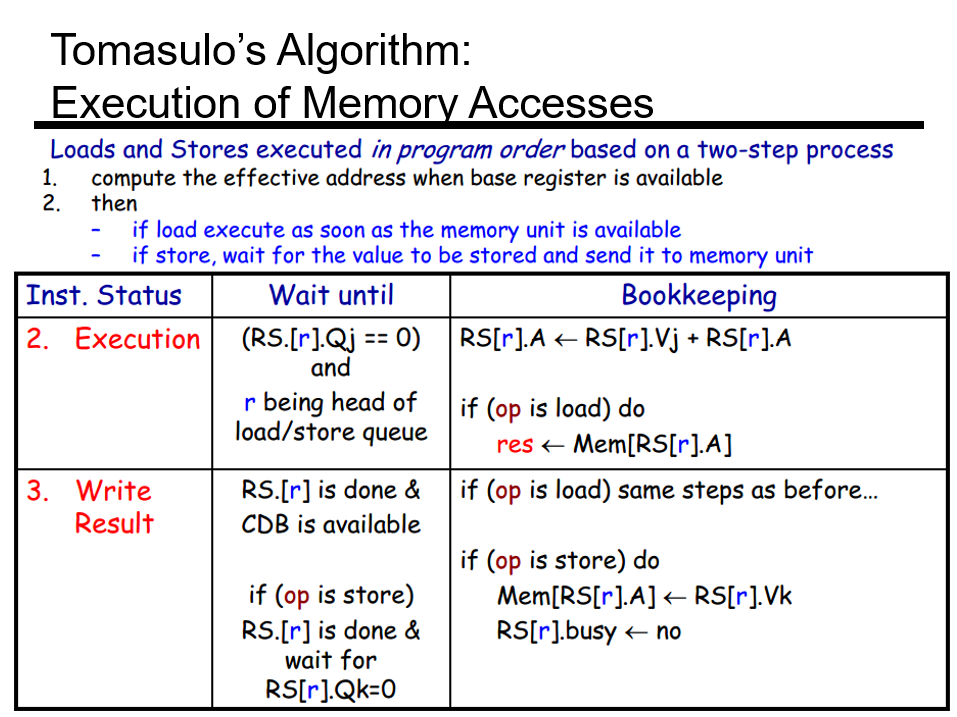 Tomasulo's Algorithm:
Execution of Memory Accesses
Loads and Stores executed in program order based on a two-step process
1. compute the effective address when base register is available
2. then
– if load execute as soon as the memory unit is available
– if store, wait for the value to be stored and send it to memory unit
Inst. Status
Wait until
Bookkeeping
2. Execution
(RS.[r].Qj == 0)
and
r being head of
load/store queue
RS[r].A ← RS[r].Vj + RS[r].A
if (op is load) do
res ← Mem[RS[r].A]
3. Write
Result
RS.[r] is done &
CDB is available
if (op is store)
RS.[r] is done &
wait for
RS[r].Qk=0
if (op is load) same steps as before…
if (op is store) do
Mem[RS[r].A] ← RS[r].Vk
RS[r].busy ← no